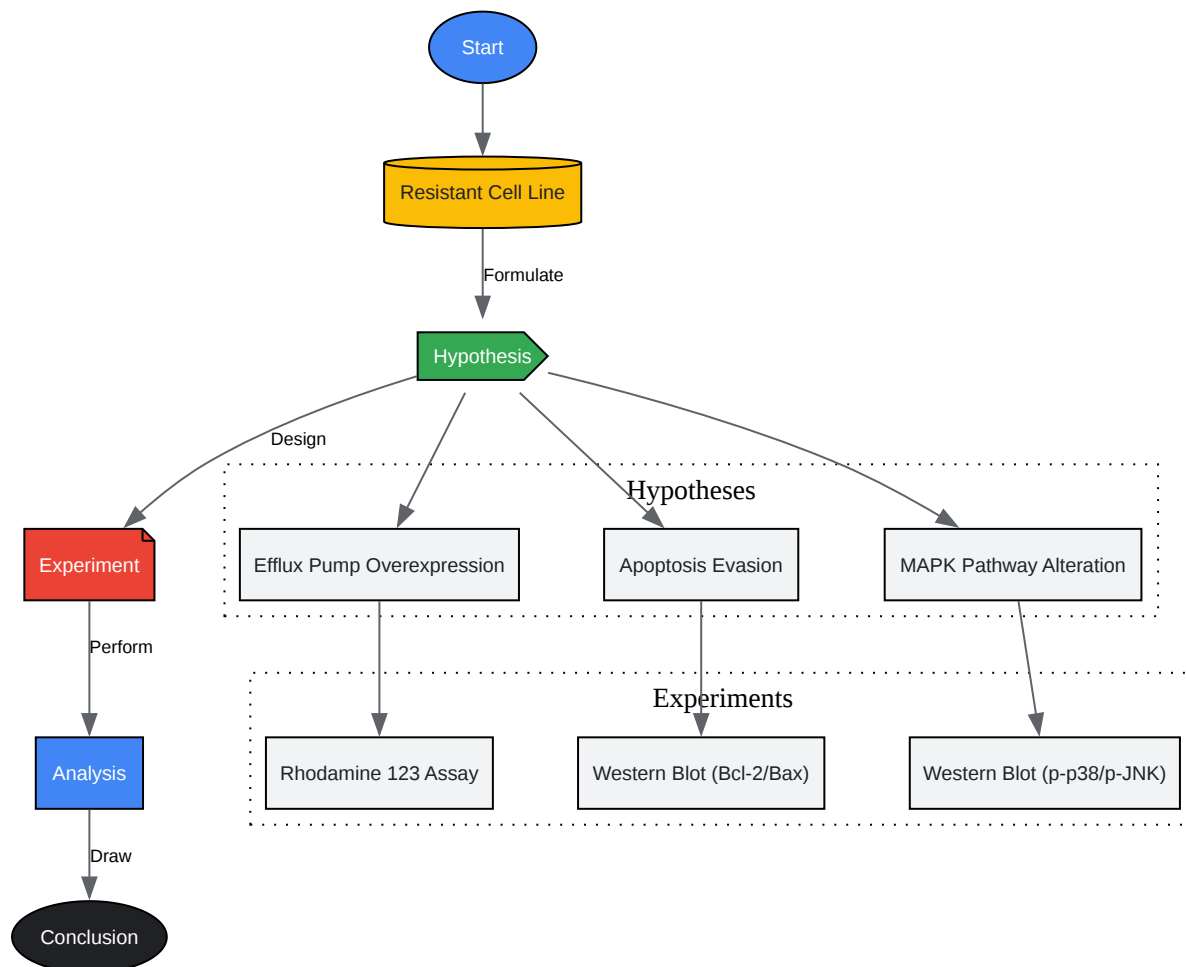 Start
Resistant Cell Line
Formulate
Hypothesis
Design
Hypotheses
Experiment
Efflux Pump Overexpression
Apoptosis Evasion
MAPK Pathway Alteration
Perform
Experiments
Analysis
Rhodamine 123 Assay
Western Blot (Bcl-2/Bax)
Western Blot (p-p38/p-JNK)
Draw
Conclusion